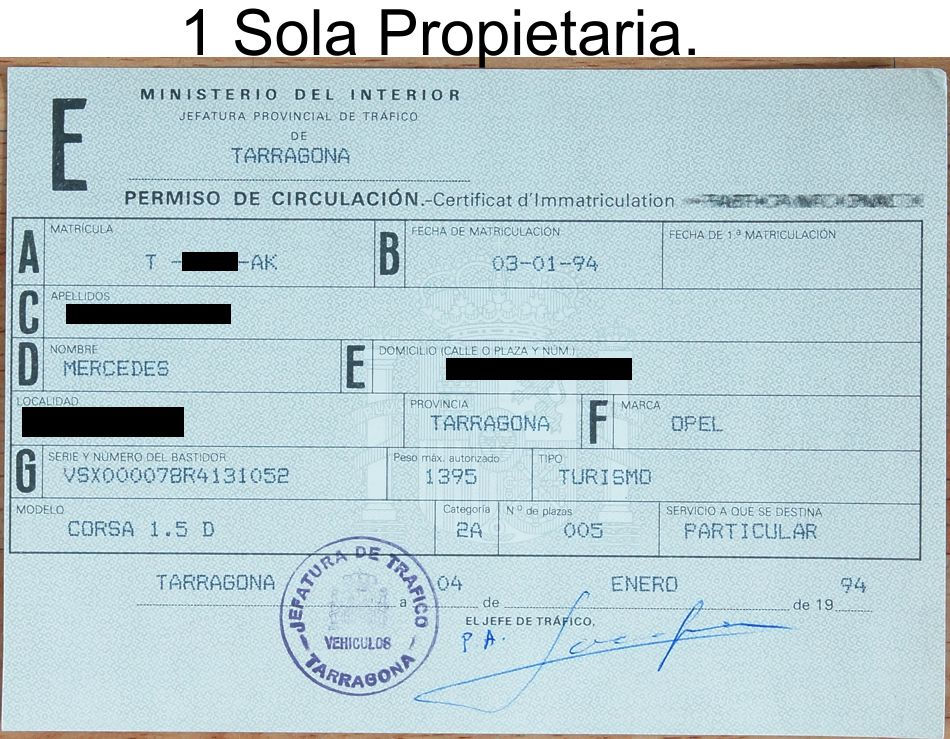 1 Sola Propietaria.
E
MINISTERIO DEL INTERIOR
JEFATURA PROVINCIAL DE TRÁFICO
DE
TARRAGONA
PERMISO DE CIRCULACIÓN.-Certificat d'Immatriculation
A MATRÍCULA
T - -AK
B FECHA DE MATRICULACIÓN
03-01-94
FECHA DE 1.ª MATRICULACIÓN
C APELLIDOS
D NOMBRE
MERCEDES
E DOMICILIO (CALLE O PLAZA Y NÚM.)
LOCALIDAD
PROVINCIA
TARRAGONA
F MARCA
OPEL
G SERIE Y NÚMERO DEL BASTIDOR
VSX000078R4131052
Peso máx. autorizado
1395
TIPO
TURISMO
MODELO
CORSA 1.5 D
Categoría
2A
N.º de plazas
005
SERVICIO A QUE SE DESTINA
PARTICULAR
TARRAGONA a 04 de ENERO de 19 94
EL JEFE DE TRÁFICO,
P.A.
JEFATURA DE TRAFICO
VEHICULOS
TARRAGONA